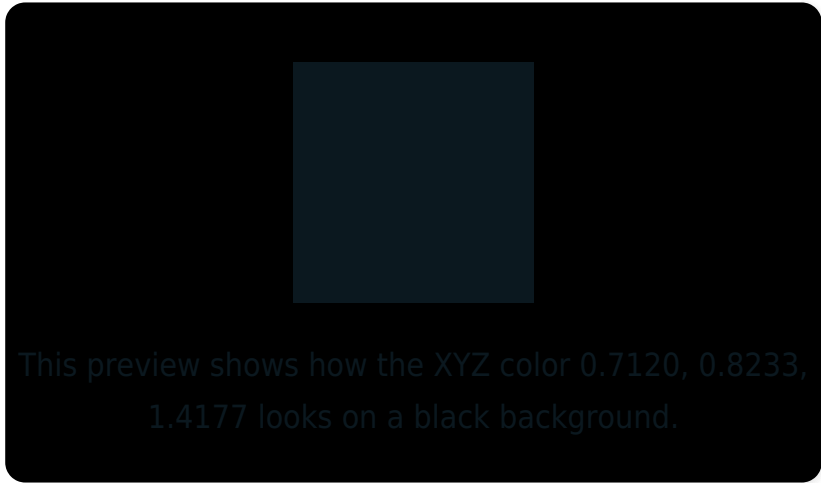 This preview shows how the XYZ color 0.7120, 0.8233,
1.4177 looks on a black background.